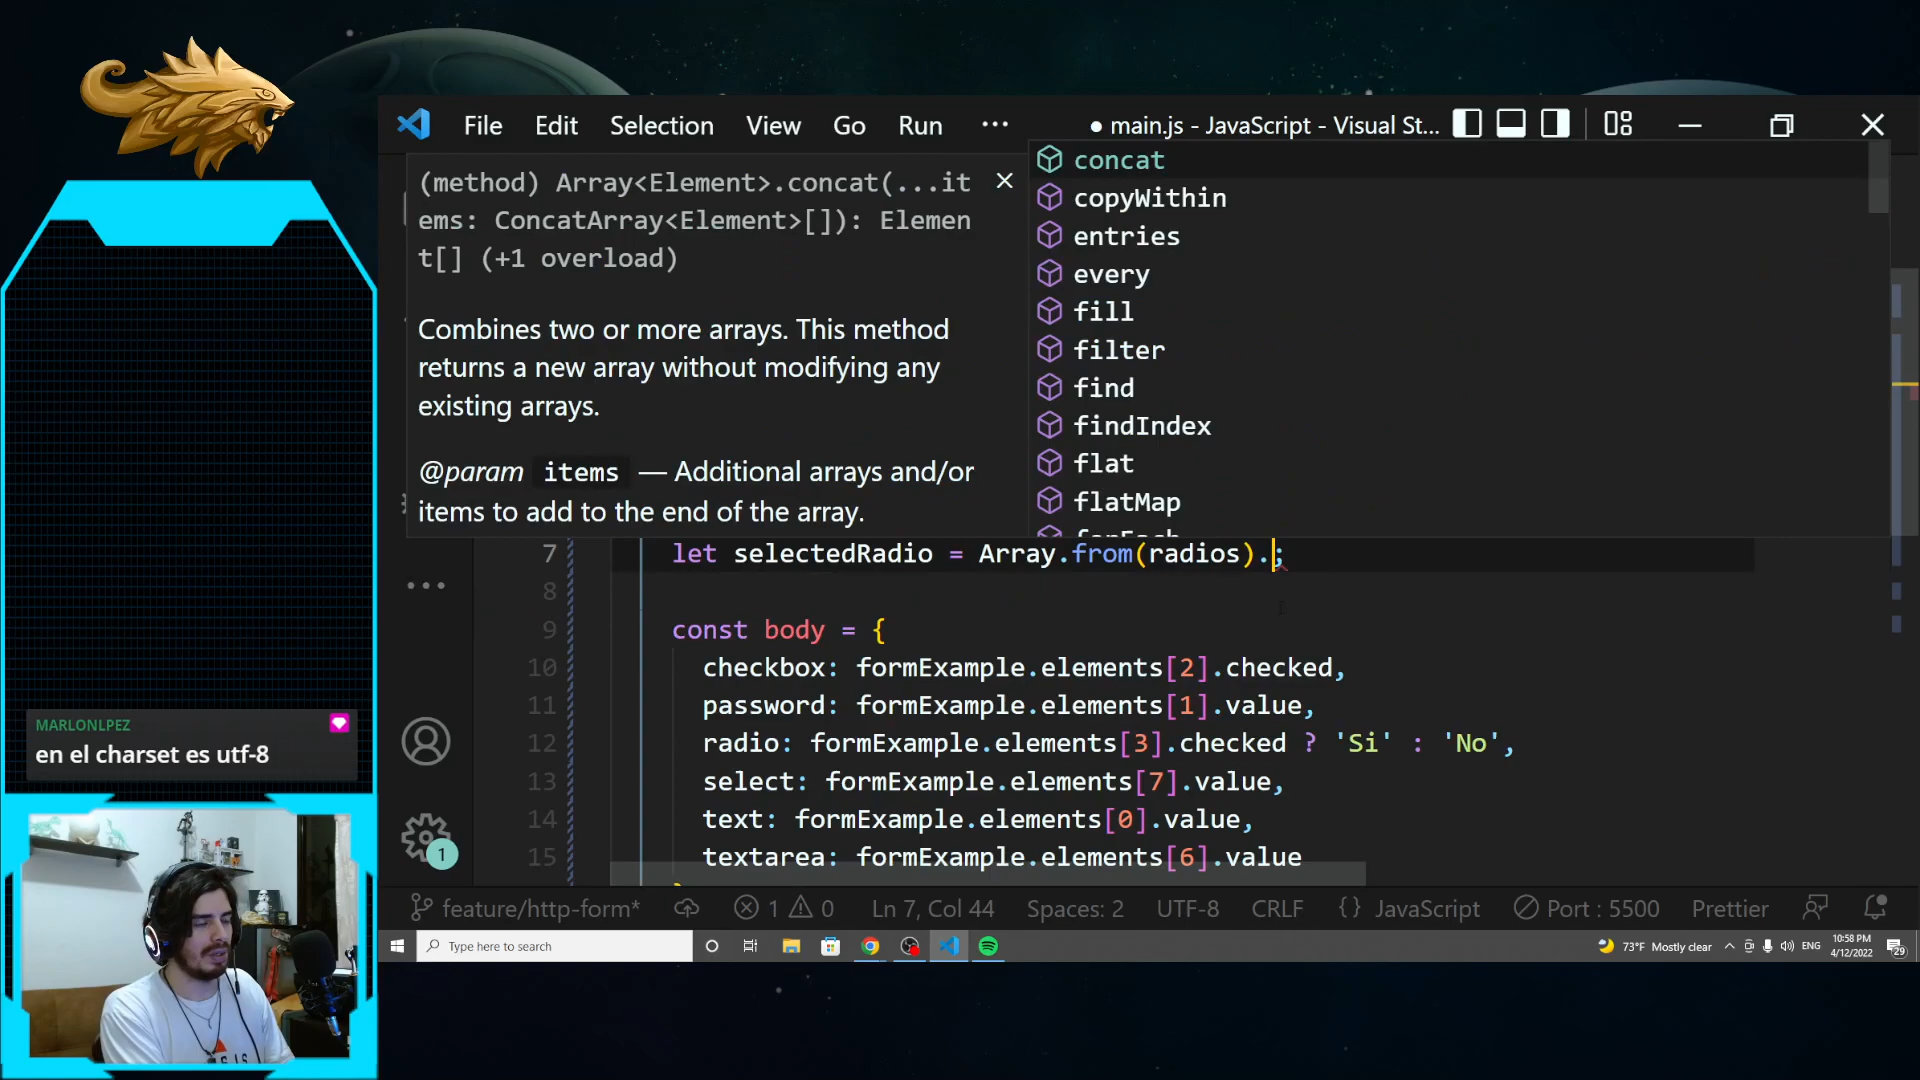 File Edit Selection View Go Run ···
● main.js - JavaScript - Visual St...
(method) Array<Element>.concat(...it
ems: ConcatArray<Element>[]): Elemen
t[] (+1 overload)
Combines two or more arrays. This method
returns a new array without modifying any
existing arrays.
@param items — Additional arrays and/or
items to add to the end of the array.
concat
copyWithin
entries
every
fill
filter
find
findIndex
flat
flatMap
forEach
7 let selectedRadio = Array.from(radios).;
8
9 const body = {
10 checkbox: formExample.elements[2].checked,
11 password: formExample.elements[1].value,
12 radio: formExample.elements[3].checked ? 'Si' : 'No',
13 select: formExample.elements[7].value,
14 text: formExample.elements[0].value,
15 textarea: formExample.elements[6].value
1
feature/http-form* 1 0 Ln 7, Col 44 Spaces: 2 UTF-8 CRLF {} JavaScript Port : 5500 Prettier
Type here to search
73°F Mostly clear ENG 10:58 PM
4/12/2022 29
MARLONLPEZ
en el charset es utf-8